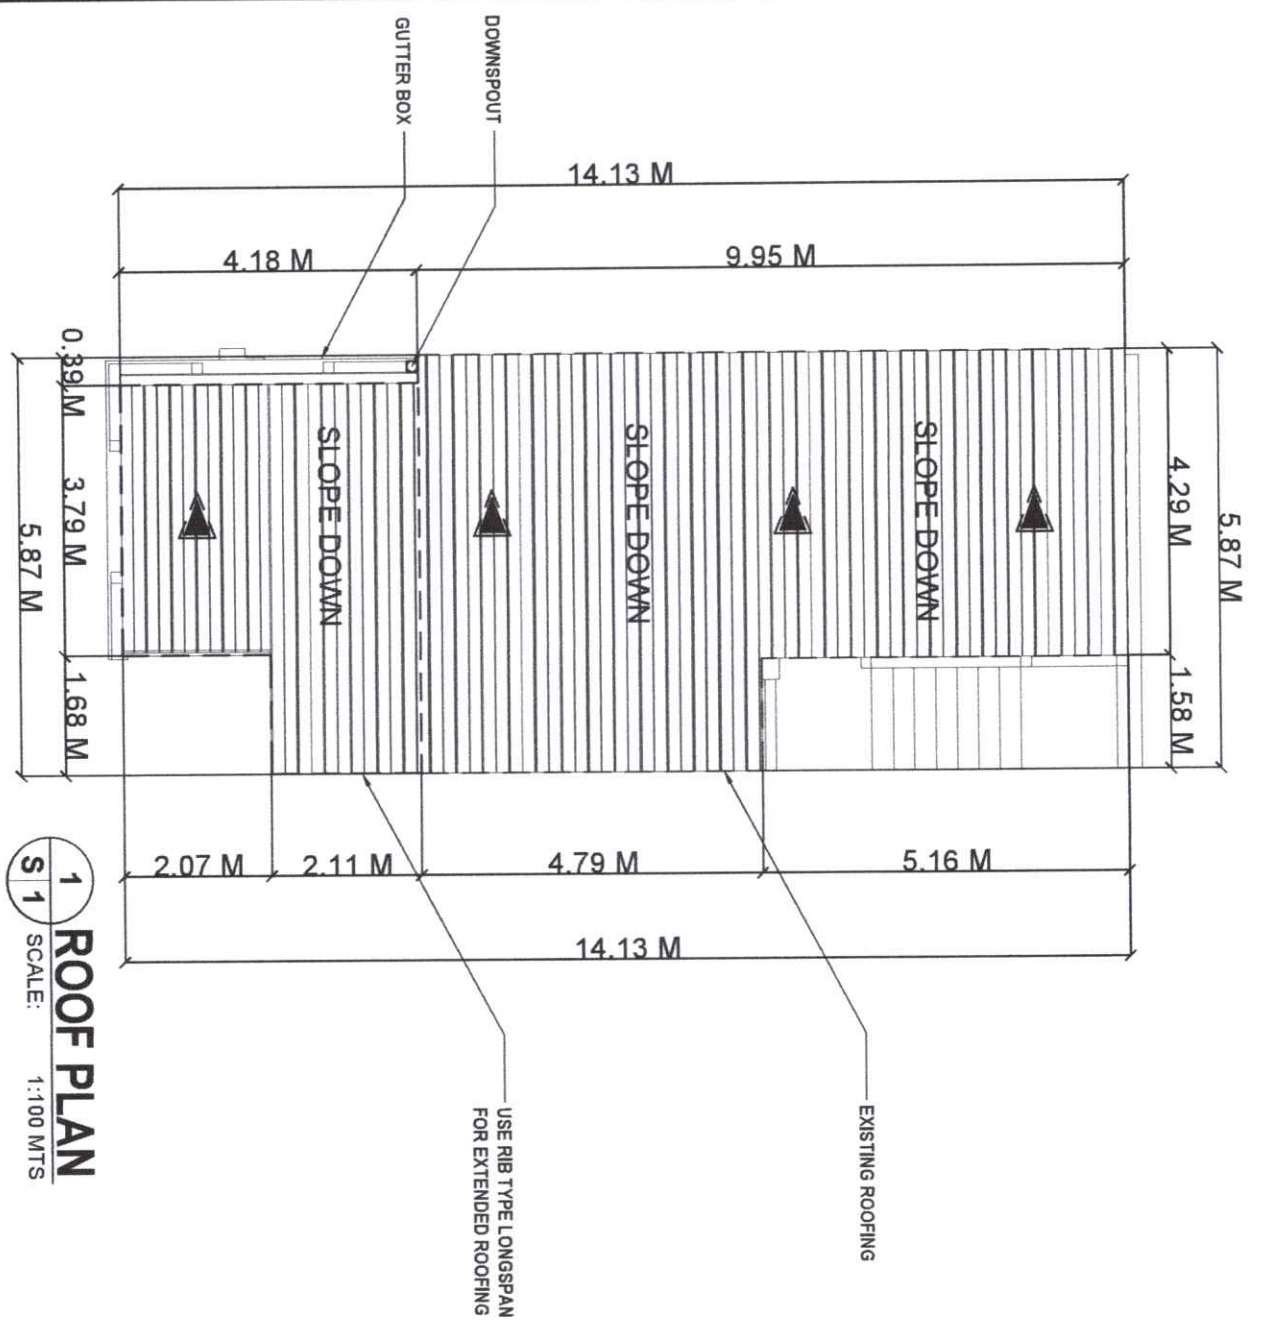 DOWNSPOUT
GUTTER BOX
14.13 M
4.18 M
9.95 M
0.39 M
3.79 M
1.68 M
5.87 M
5.87 M
4.29 M
1.58 M
SLOPE DOWN
SLOPE DOWN
SLOPE DOWN
2.07 M
2.11 M
4.79 M
5.16 M
14.13 M
EXISTING ROOFING
USE RIB TYPE LONGSPAN
FOR EXTENDED ROOFING
1
S 1
ROOF PLAN
SCALE: 1:100 MTS